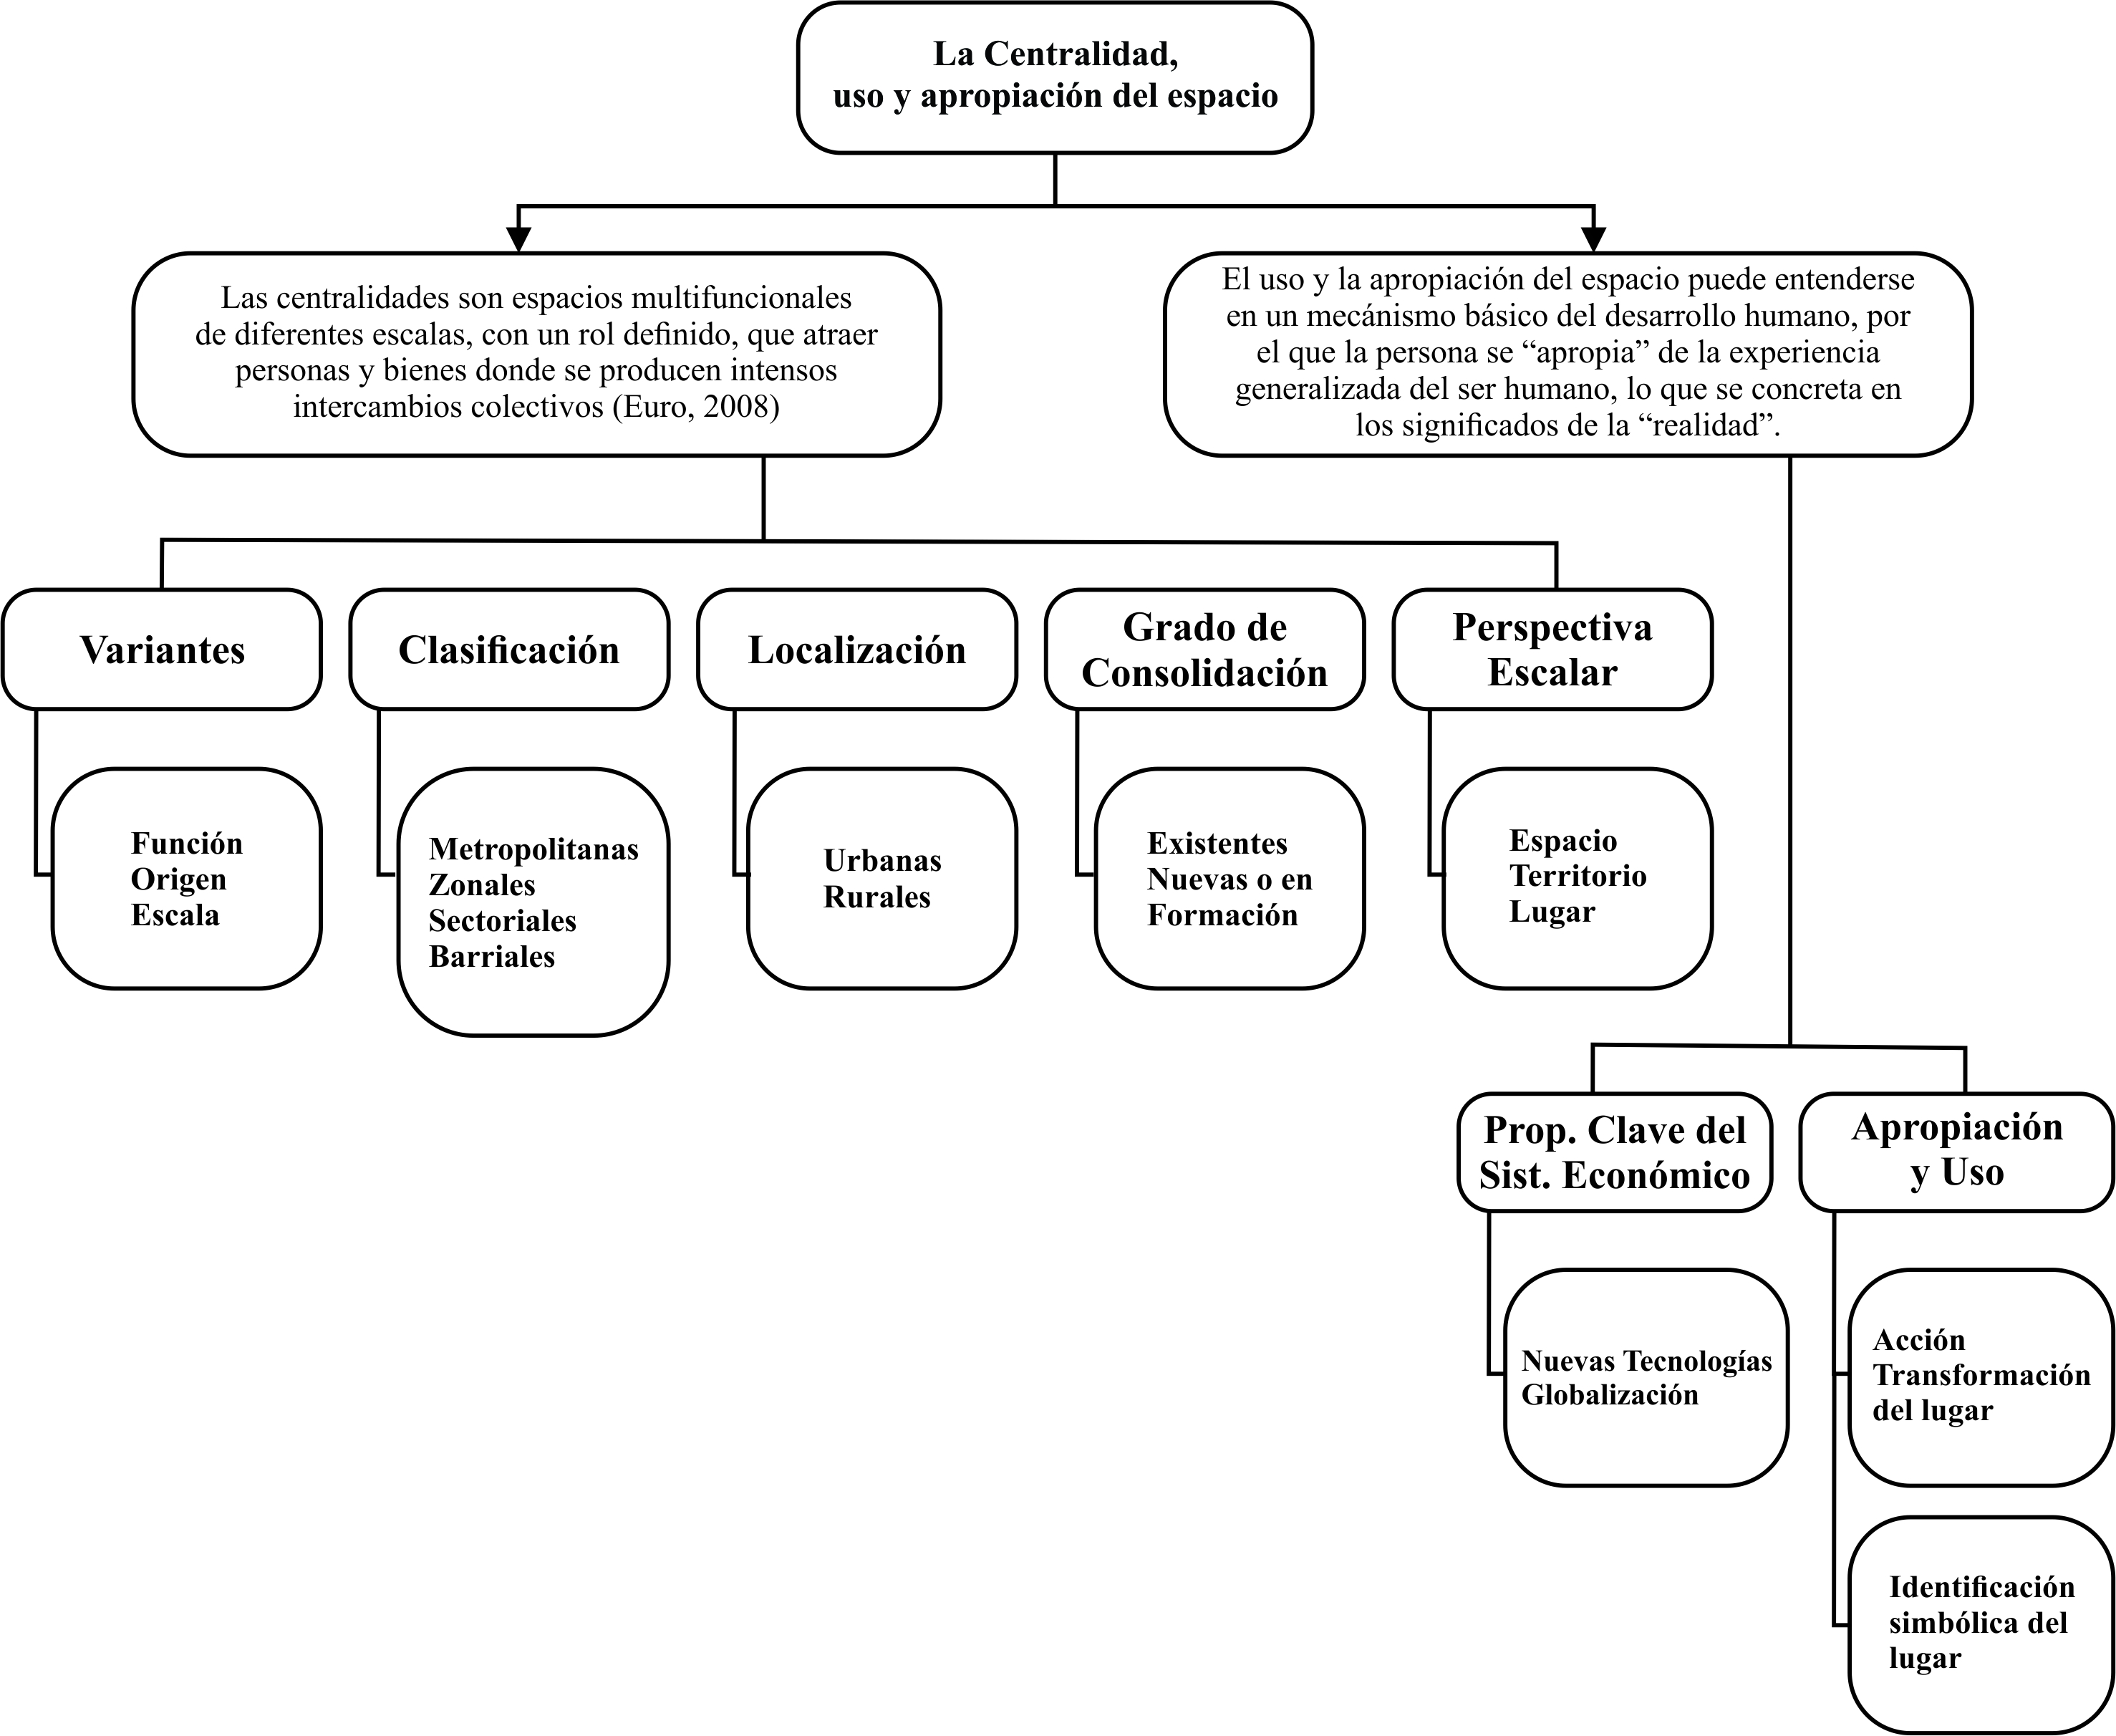 La Centralidad,
uso y apropiación del espacio
Las centralidades son espacios multifuncionales
de diferentes escalas, con un rol definido, que atraer
personas y bienes donde se producen intensos
intercambios colectivos (Euro, 2008)
El uso y la apropiación del espacio puede entenderse
en un mecánismo básico del desarrollo humano, por
el que la persona se “apropia” de la experiencia
generalizada del ser humano, lo que se concreta en
los significados de la “realidad”.
Variantes
Clasificación
Localización
Grado de
Consolidación
Perspectiva
Escalar
Función
Origen
Escala
Metropolitanas
Zonales
Sectoriales
Barriales
Urbanas
Rurales
Existentes
Nuevas o en
Formación
Espacio
Territorio
Lugar
Prop. Clave del
Sist. Económico
Apropiación
y Uso
Nuevas Tecnologías
Globalización
Acción
Transformación
del lugar
Identificación
simbólica del
lugar